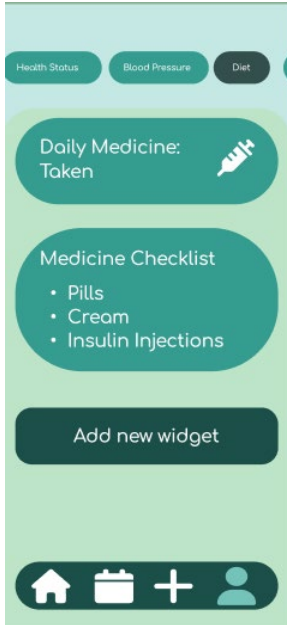 Health Status
Blood Pressure
Diet
Daily Medicine:
Taken
Medicine Checklist
• Pills
• Cream
• Insulin Injections
Add new widget